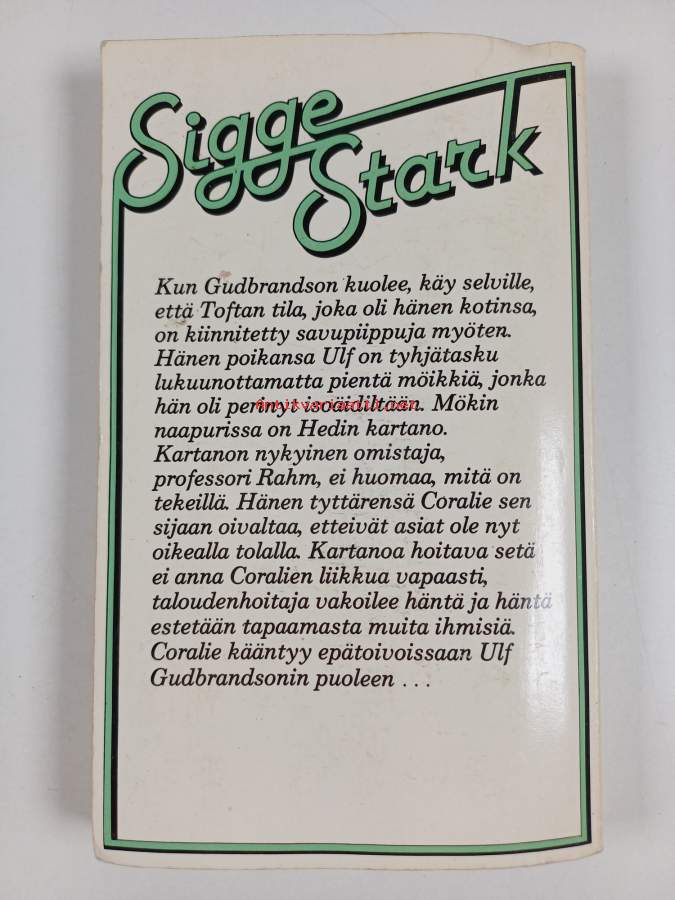 Sigge
Stark
Kun Gudbrandson kuolee, käy selville,
että Toftan tila, joka oli hänen kotinsa,
on kiinnitetty savupiippuja myöten.
Hänen poikansa Ulf on tyhjätasku
lukuunottamatta pientä möikkiä, jonka
hän oli perinyt isoäidiltään. Mökin
naapurissa on Hedin kartano.
Kartanon nykyinen omistaja,
professori Rahm, ei huomaa, mitä on
tekeillä. Hänen tyttärensä Coralie sen
sijaan oivaltaa, etteivät asiat ole nyt
oikealla tolalla. Kartanoa hoitava setä
ei anna Coralien liikkua vapaasti,
taloudenhoitaja vakoilee häntä ja häntä
estetään tapaamasta muita ihmisiä.
Coralie kääntyy epätoivoissaan Ulf
Gudbrandsonin puoleen ...